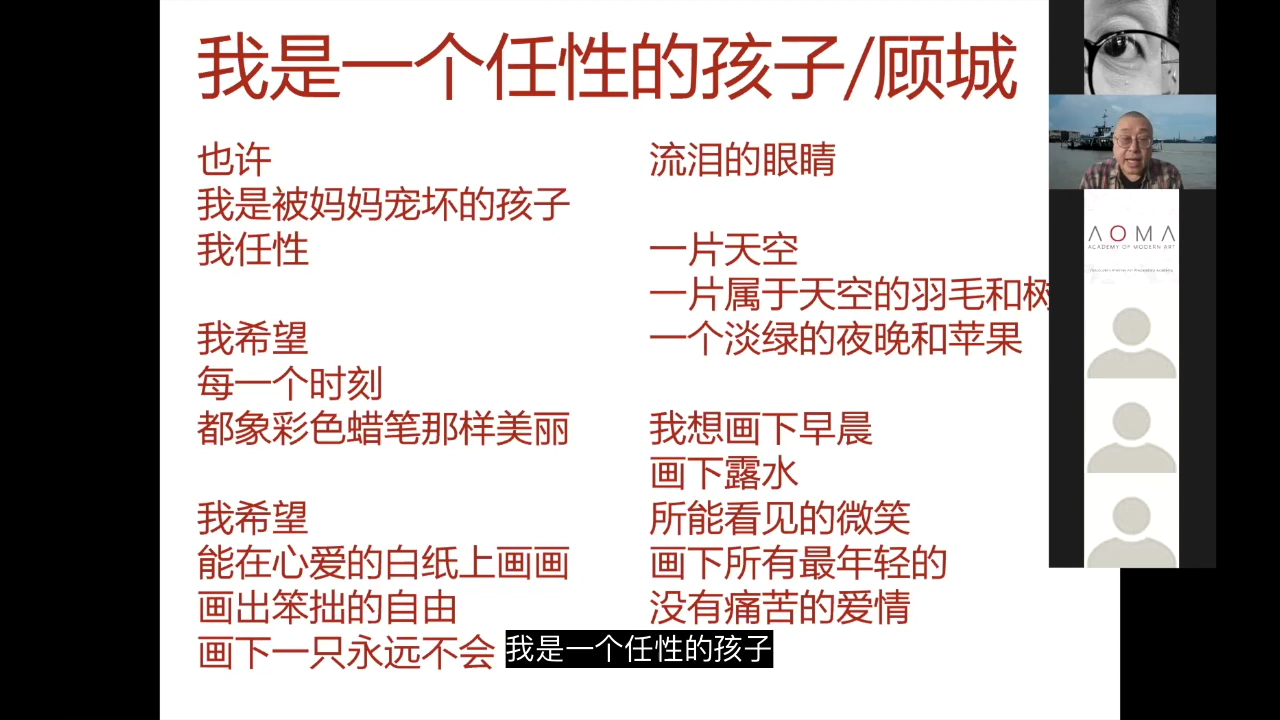 我是一个任性的孩子/顾城
也许
我是被妈妈宠坏的孩子
我任性
我希望
每一个时刻
都象彩色蜡笔那样美丽
我希望
能在心爱的白纸上画画
画出笨拙的自由
画下一只永远不会
流泪的眼睛
一片天空
一片属于天空的羽毛和树
一个淡绿的夜晚和苹果
我想画下早晨
画下露水
所能看见的微笑
画下所有最年轻的
没有痛苦的爱情
我是一个任性的孩子
AOMA
ACADEMY OF MODERN ART